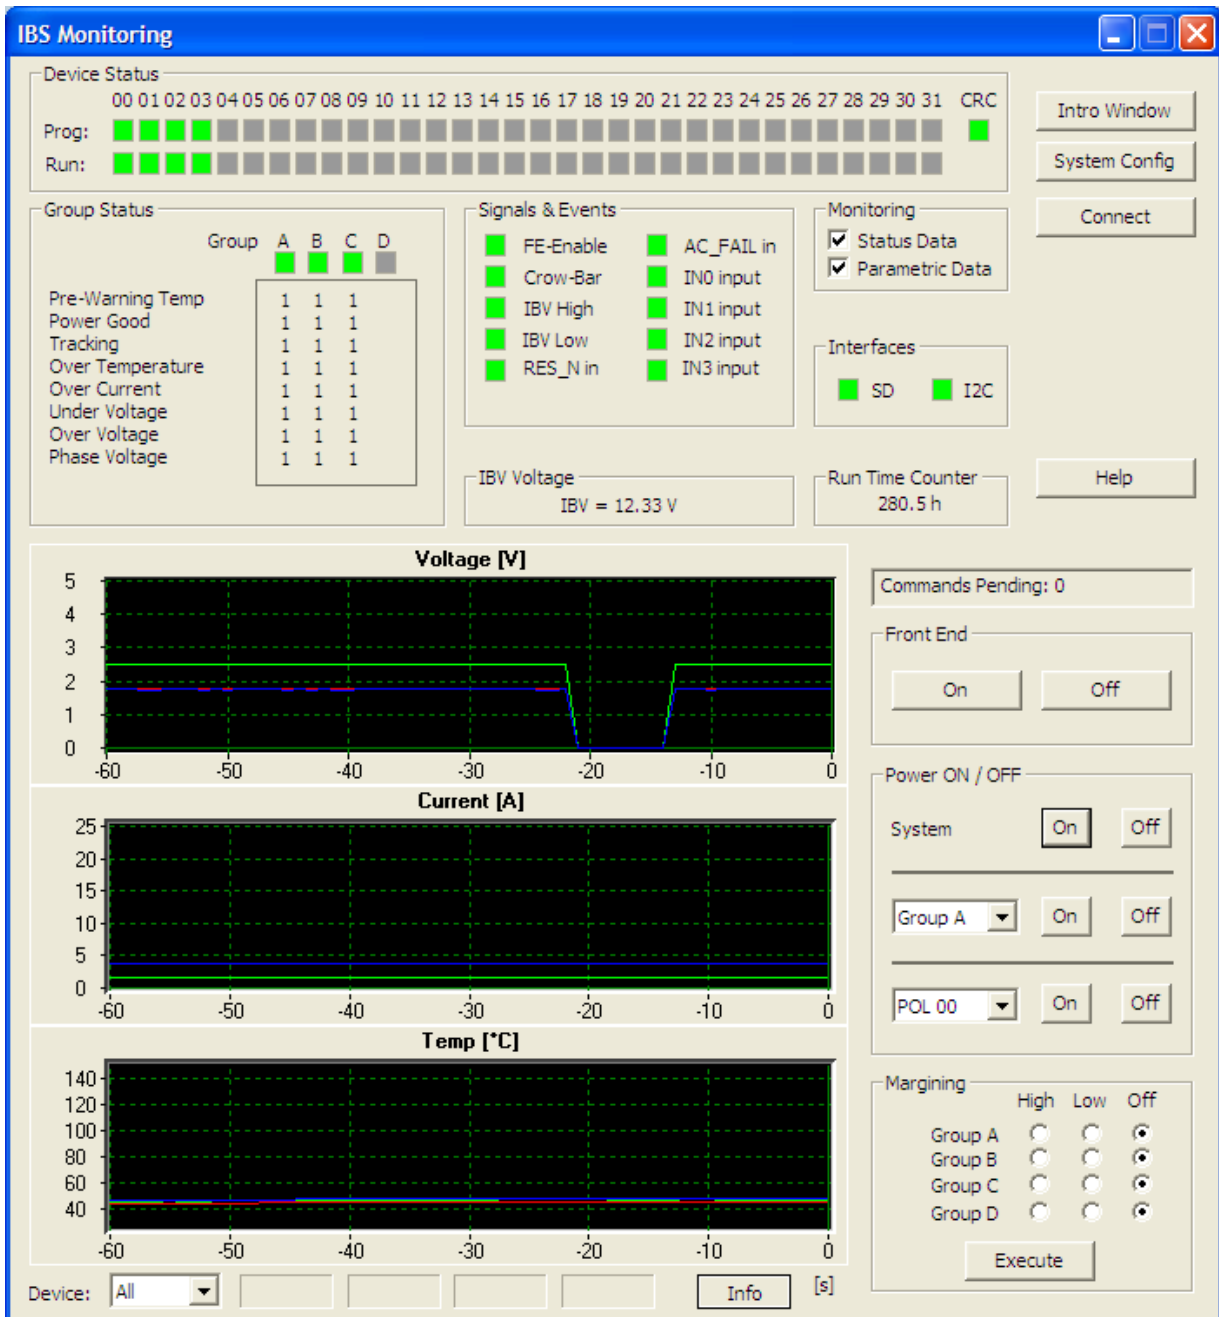 IBS Monitoring
Device Status
00 01 02 03 04 05 06 07 08 09 10 11 12 13 14 15 16 17 18 19 20 21 22 23 24 25 26 27 28 29 30 31 CRC
Prog:
Run:
Intro Window
System Config
Connect
Help
Group Status
Group A B C D
Pre-Warning Temp 1 1 1
Power Good 1 1 1
Tracking 1 1 1
Over Temperature 1 1 1
Over Current 1 1 1
Under Voltage 1 1 1
Over Voltage 1 1 1
Phase Voltage 1 1 1
Signals & Events
FE-Enable AC_FAIL in
Crow-Bar IN0 input
IBV High IN1 input
IBV Low IN2 input
RES_N in IN3 input
Monitoring
Status Data
Parametric Data
Interfaces
SD I2C
IBV Voltage
IBV = 12.33 V
Run Time Counter
280.5 h
Voltage [V]
5
4
3
2
1
0
-60 -50 -40 -30 -20 -10 0
Current [A]
25
20
15
10
5
0
-60 -50 -40 -30 -20 -10 0
Temp [°C]
140
120
100
80
60
40
-60 -50 -40 -30 -20 -10 0
Device: All Info [s]
Commands Pending: 0
Front End
On Off
Power ON / OFF
System On Off
Group A On Off
POL 00 On Off
Margining
High Low Off
Group A
Group B
Group C
Group D
Execute